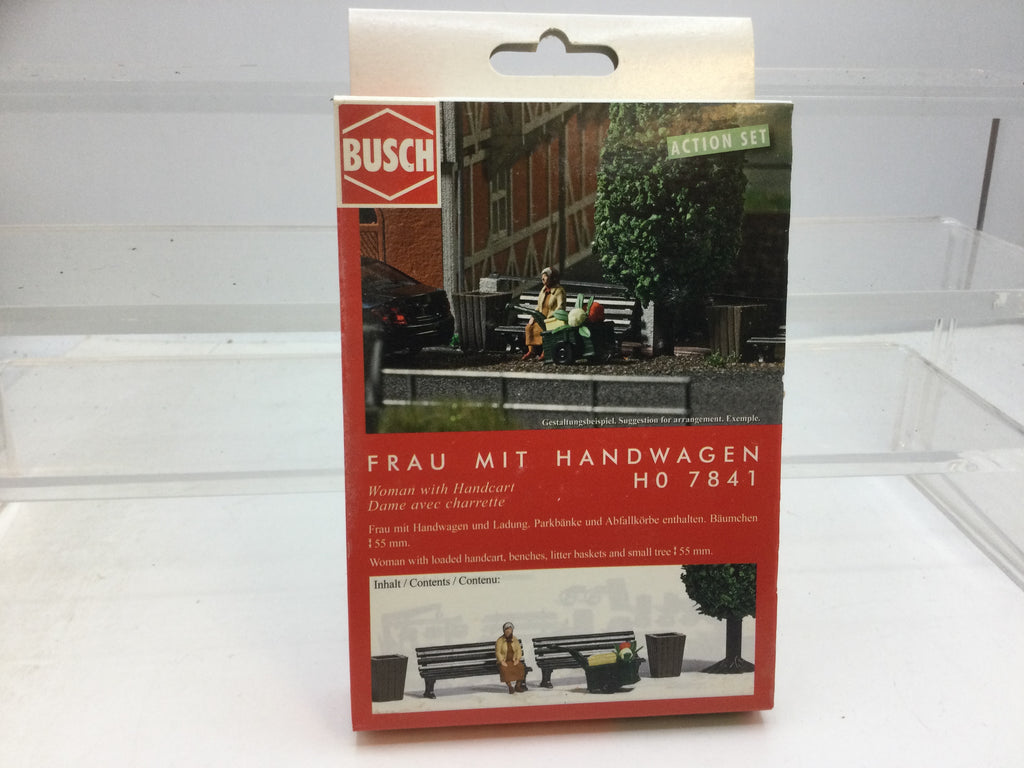 BUSCH
ACTION SET
Gestaltungsbeispiel. Suggestion for arrangement. Exemple.
FRAU MIT HANDWAGEN
H0 7841
Woman with Handcart
Dame avec charrette
Frau mit Handwagen und Ladung. Parkbänke und Abfallkörbe enthalten. Bäumchen
↕ 55 mm.
Woman with loaded handcart, benches, litter baskets and small tree ↕ 55 mm.
Inhalt / Contents / Contenu: